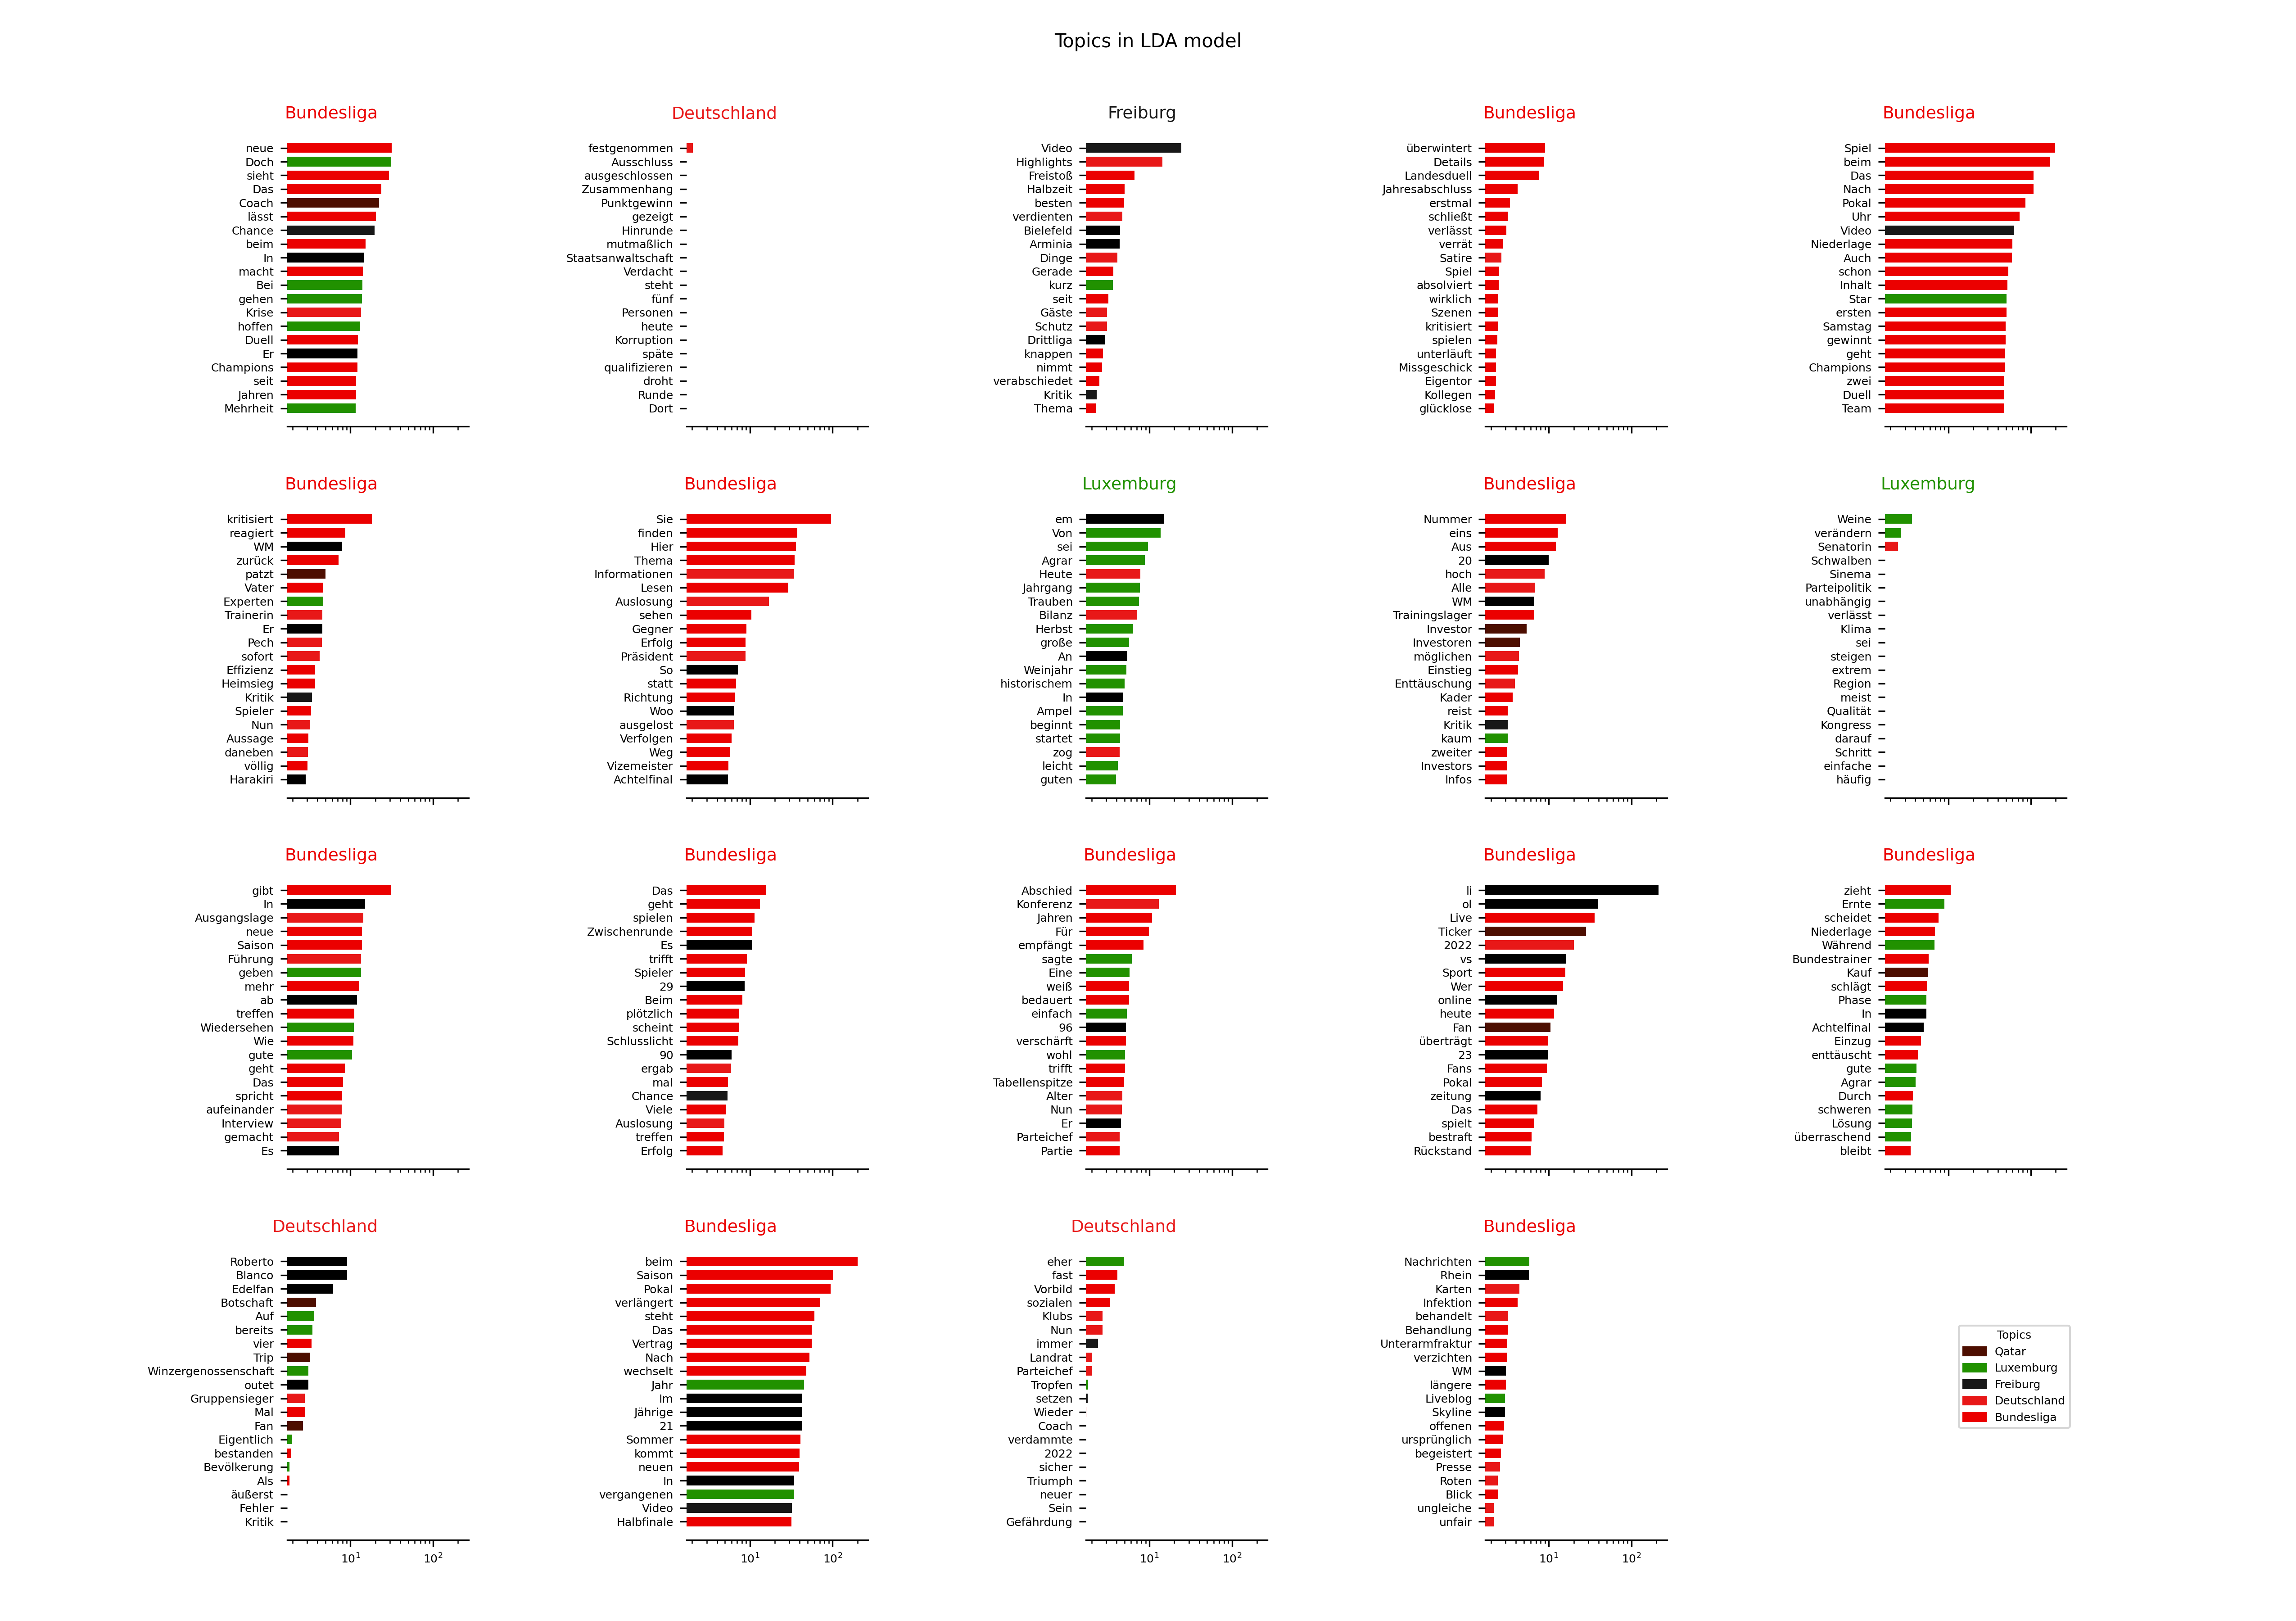 Topics in LDA model
Bundesliga
neue
Doch
sieht
Das
Coach
lässt
Chance
beim
In
macht
Bei
gehen
Krise
hoffen
Duell
Er
Champions
seit
Jahren
Mehrheit
Deutschland
festgenommen
Ausschluss
ausgeschlossen
Zusammenhang
Punktgewinn
gezeigt
Hinrunde
mutmaßlich
Staatsanwaltschaft
Verdacht
steht
fünf
Personen
heute
Korruption
späte
qualifizieren
droht
Runde
Dort
Freiburg
Video
Highlights
Freistoß
Halbzeit
besten
verdienten
Bielefeld
Arminia
Dinge
Gerade
kurz
seit
Gäste
Schutz
Drittliga
knappen
nimmt
verabschiedet
Kritik
Thema
Bundesliga
überwintert
Details
Landesduell
Jahresabschluss
erstmal
schließt
verlässt
verrät
Satire
Spiel
absolviert
wirklich
Szenen
kritisiert
spielen
unterläuft
Missgeschick
Eigentor
Kollegen
glücklose
Bundesliga
Spiel
beim
Das
Nach
Pokal
Uhr
Video
Niederlage
Auch
schon
Inhalt
Star
ersten
Samstag
gewinnt
geht
Champions
zwei
Duell
Team
Bundesliga
kritisiert
reagiert
WM
zurück
patzt
Vater
Experten
Trainerin
Er
Pech
sofort
Effizienz
Heimsieg
Kritik
Spieler
Nun
Aussage
daneben
völlig
Harakiri
Bundesliga
Sie
finden
Hier
Thema
Informationen
Lesen
Auslosung
sehen
Gegner
Erfolg
Präsident
So
statt
Richtung
Woo
ausgelost
Verfolgen
Weg
Vizemeister
Achtelfinal
Luxemburg
em
Von
sei
Agrar
Heute
Jahrgang
Trauben
Bilanz
Herbst
große
An
Weinjahr
historischem
In
Ampel
beginnt
startet
zog
leicht
guten
Bundesliga
Nummer
eins
Aus
20
hoch
Alle
WM
Trainingslager
Investor
Investoren
möglichen
Einstieg
Enttäuschung
Kader
reist
Kritik
kaum
zweiter
Investors
Infos
Luxemburg
Weine
verändern
Senatorin
Schwalben
Sinema
Parteipolitik
unabhängig
verlässt
Klima
sei
steigen
extrem
Region
meist
Qualität
Kongress
darauf
Schritt
einfache
häufig
Bundesliga
gibt
In
Ausgangslage
neue
Saison
Führung
geben
mehr
ab
treffen
Wiedersehen
Wie
gute
geht
Das
spricht
aufeinander
Interview
gemacht
Es
Bundesliga
Das
geht
spielen
Zwischenrunde
Es
trifft
Spieler
29
Beim
plötzlich
scheint
Schlusslicht
90
ergab
mal
Chance
Viele
Auslosung
treffen
Erfolg
Bundesliga
Abschied
Konferenz
Jahren
Für
empfängt
sagte
Eine
weiß
bedauert
einfach
96
verschärft
wohl
trifft
Tabellenspitze
Alter
Nun
Er
Parteichef
Partie
Bundesliga
li
ol
Live
Ticker
2022
vs
Sport
Wer
online
heute
Fan
überträgt
23
Fans
Pokal
zeitung
Das
spielt
bestraft
Rückstand
Bundesliga
zieht
Ernte
scheidet
Niederlage
Während
Bundestrainer
Kauf
schlägt
Phase
In
Achtelfinal
Einzug
enttäuscht
gute
Agrar
Durch
schweren
Lösung
überraschend
bleibt
Deutschland
Roberto
Blanco
Edelfan
Botschaft
Auf
bereits
vier
Trip
Winzergenossenschaft
outet
Gruppensieger
Mal
Fan
Eigentlich
bestanden
Bevölkerung
Als
äußerst
Fehler
Kritik
10¹ 10²
Bundesliga
beim
Saison
Pokal
verlängert
steht
Das
Vertrag
Nach
wechselt
Jahr
Im
Jährige
21
Sommer
kommt
neuen
In
vergangenen
Video
Halbfinale
10¹ 10²
Deutschland
eher
fast
Vorbild
sozialen
Klubs
Nun
immer
Landrat
Parteichef
Tropfen
setzen
Wieder
Coach
verdammte
2022
sicher
Triumph
neuer
Sein
Gefährdung
10¹ 10²
Bundesliga
Nachrichten
Rhein
Karten
Infektion
behandelt
Behandlung
Unterarmfraktur
verzichten
WM
längere
Liveblog
Skyline
offenen
ursprünglich
begeistert
Presse
Roten
Blick
ungleiche
unfair
10¹ 10²
Topics
Qatar
Luxemburg
Freiburg
Deutschland
Bundesliga